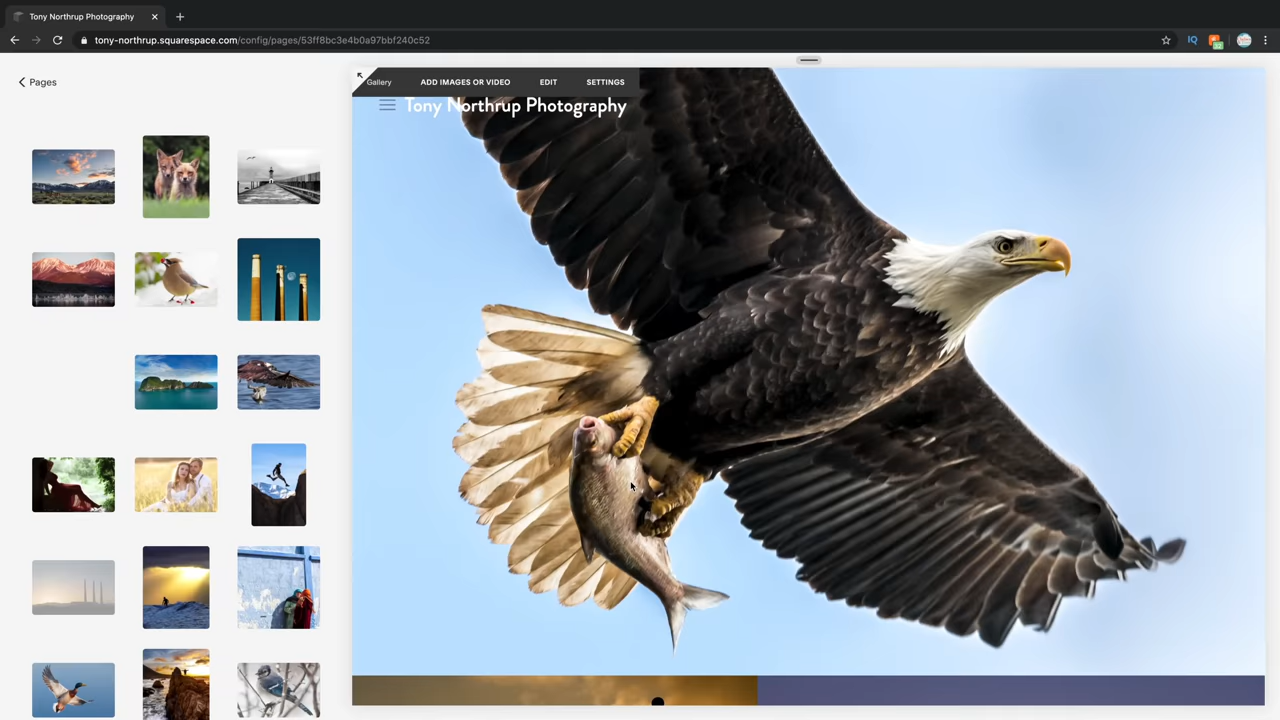 Tony Northrup Photography
tony-northrup.squarespace.com/config/pages/53ff8bc3e4b0a97bbf240c52
IQ
Pages
Gallery
ADD IMAGES OR VIDEO
EDIT
SETTINGS
Tony Northrup Photography